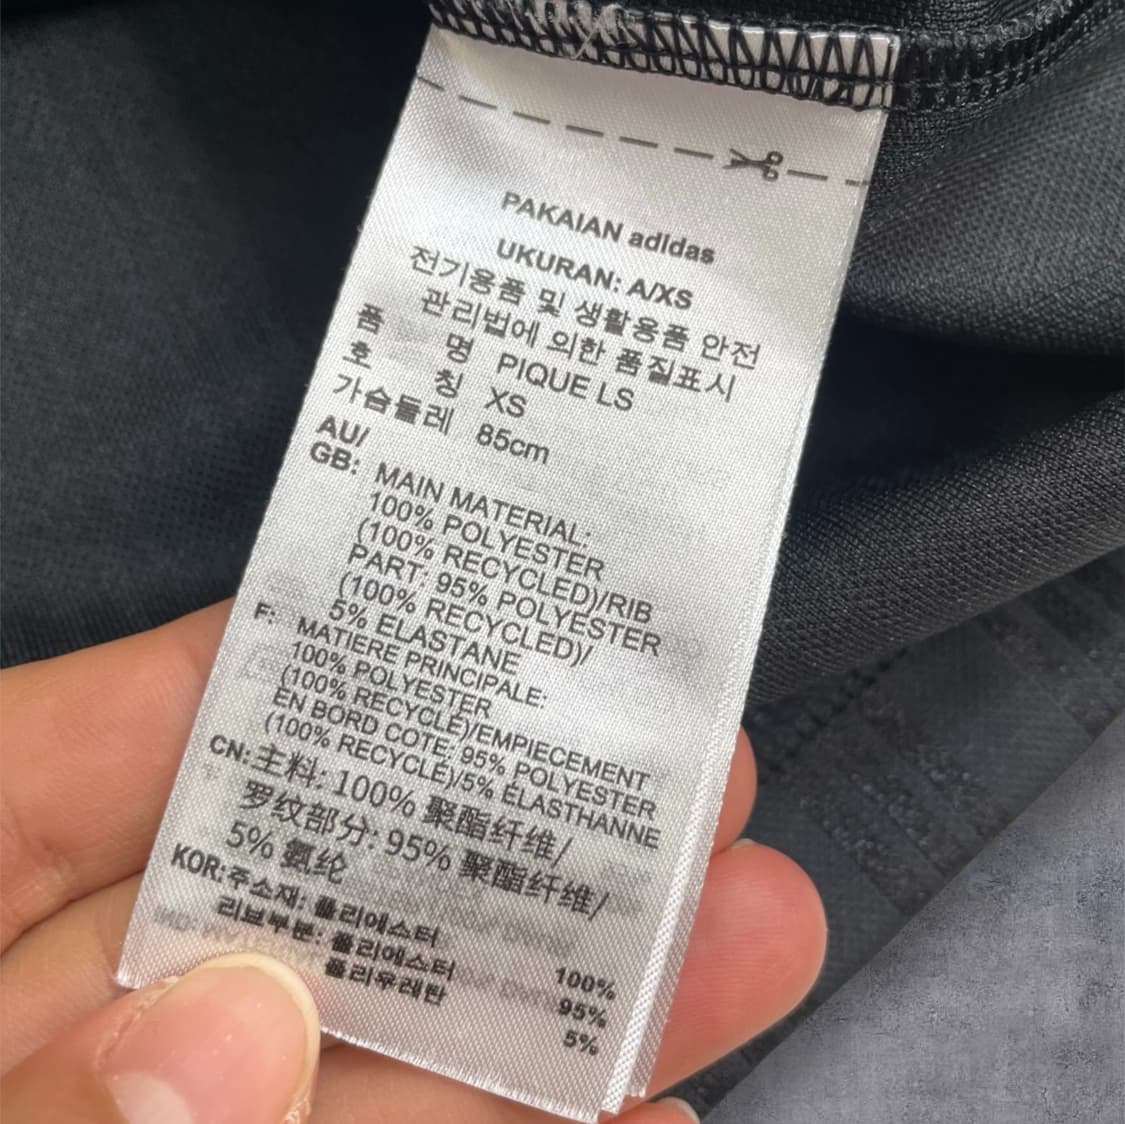 PAKAIAN adidas
UKURAN: A/XS
전기용품 및 생활용품 안전
관리법에 의한 품질표시
품 명 PIQUE LS
호 칭 XS
가슴둘레 85cm
AU/
GB: MAIN MATERIAL:
100% POLYESTER
(100% RECYCLED)/RIB
PART: 95% POLYESTER
(100% RECYCLED)/
5% ELASTANE
F: MATIERE PRINCIPALE:
100% POLYESTER
(100% RECYCLÉ)/EMPIECEMENT
EN BORD COTE: 95% POLYESTER
(100% RECYCLÉ)/5% ÉLASTHANNE
CN: 主料: 100% 聚酯纤维/
罗纹部分: 95% 聚酯纤维/
5% 氨纶
KOR: 주소재: 폴리에스터 100%
리브부분: 폴리에스터 95%
폴리우레탄 5%